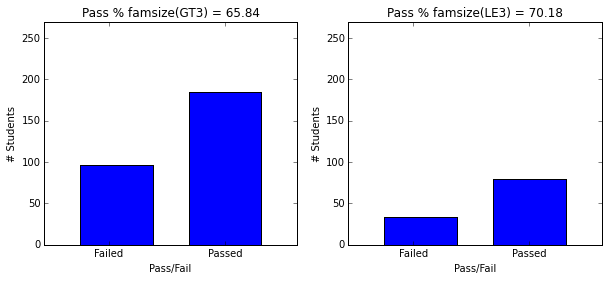 Pass % famsize(GT3) = 65.84
250
200
150
100
50
0
# Students
Failed
Passed
Pass/Fail
Pass % famsize(LE3) = 70.18
250
200
150
100
50
0
# Students
Failed
Passed
Pass/Fail